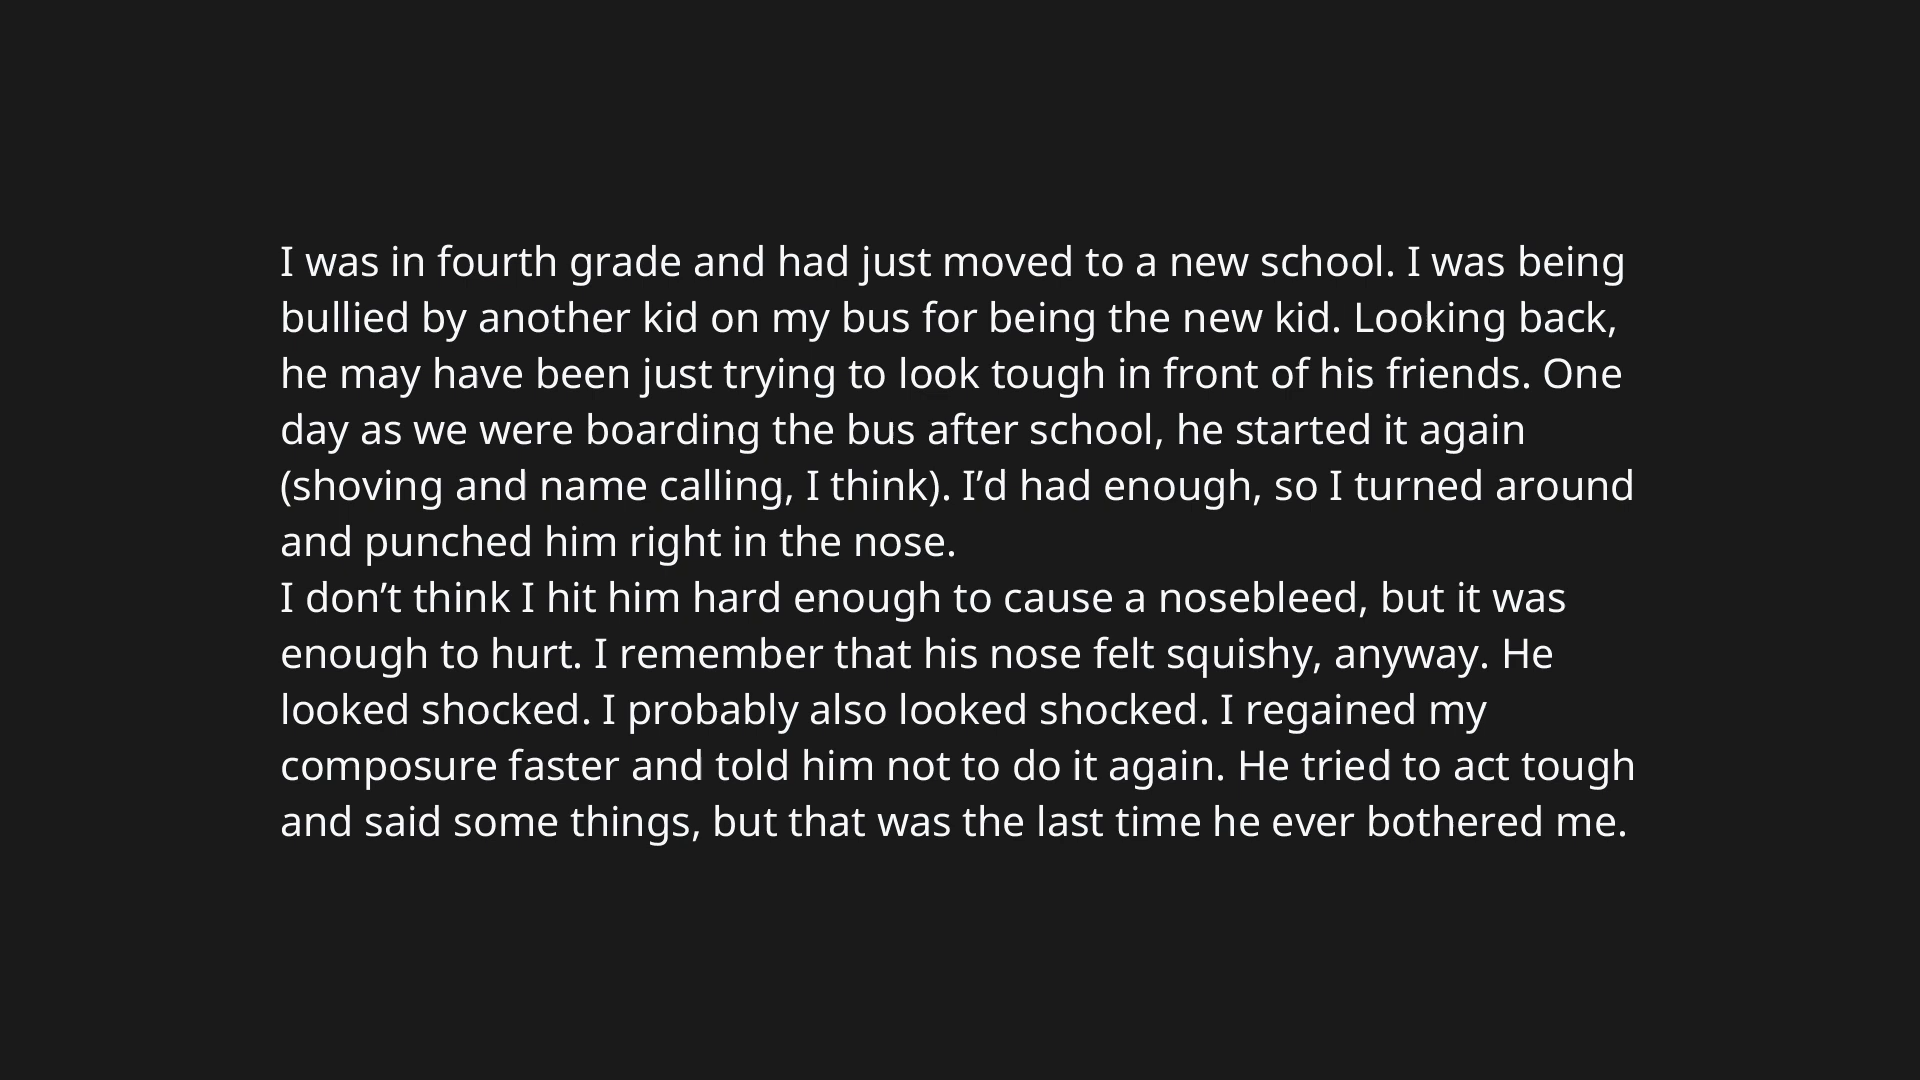 I was in fourth grade and had just moved to a new school. I was being
bullied by another kid on my bus for being the new kid. Looking back,
he may have been just trying to look tough in front of his friends. One
day as we were boarding the bus after school, he started it again
(shoving and name calling, I think). I’d had enough, so I turned around
and punched him right in the nose.
I don’t think I hit him hard enough to cause a nosebleed, but it was
enough to hurt. I remember that his nose felt squishy, anyway. He
looked shocked. I probably also looked shocked. I regained my
composure faster and told him not to do it again. He tried to act tough
and said some things, but that was the last time he ever bothered me.